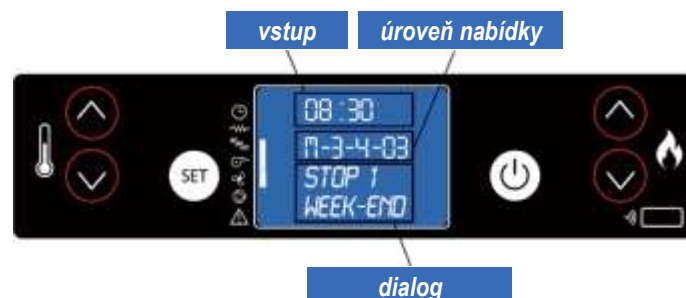 vstup
úroveň nabídky
08:30
M-3-4-03
SET
STOP 1
WEEK-END
dialog